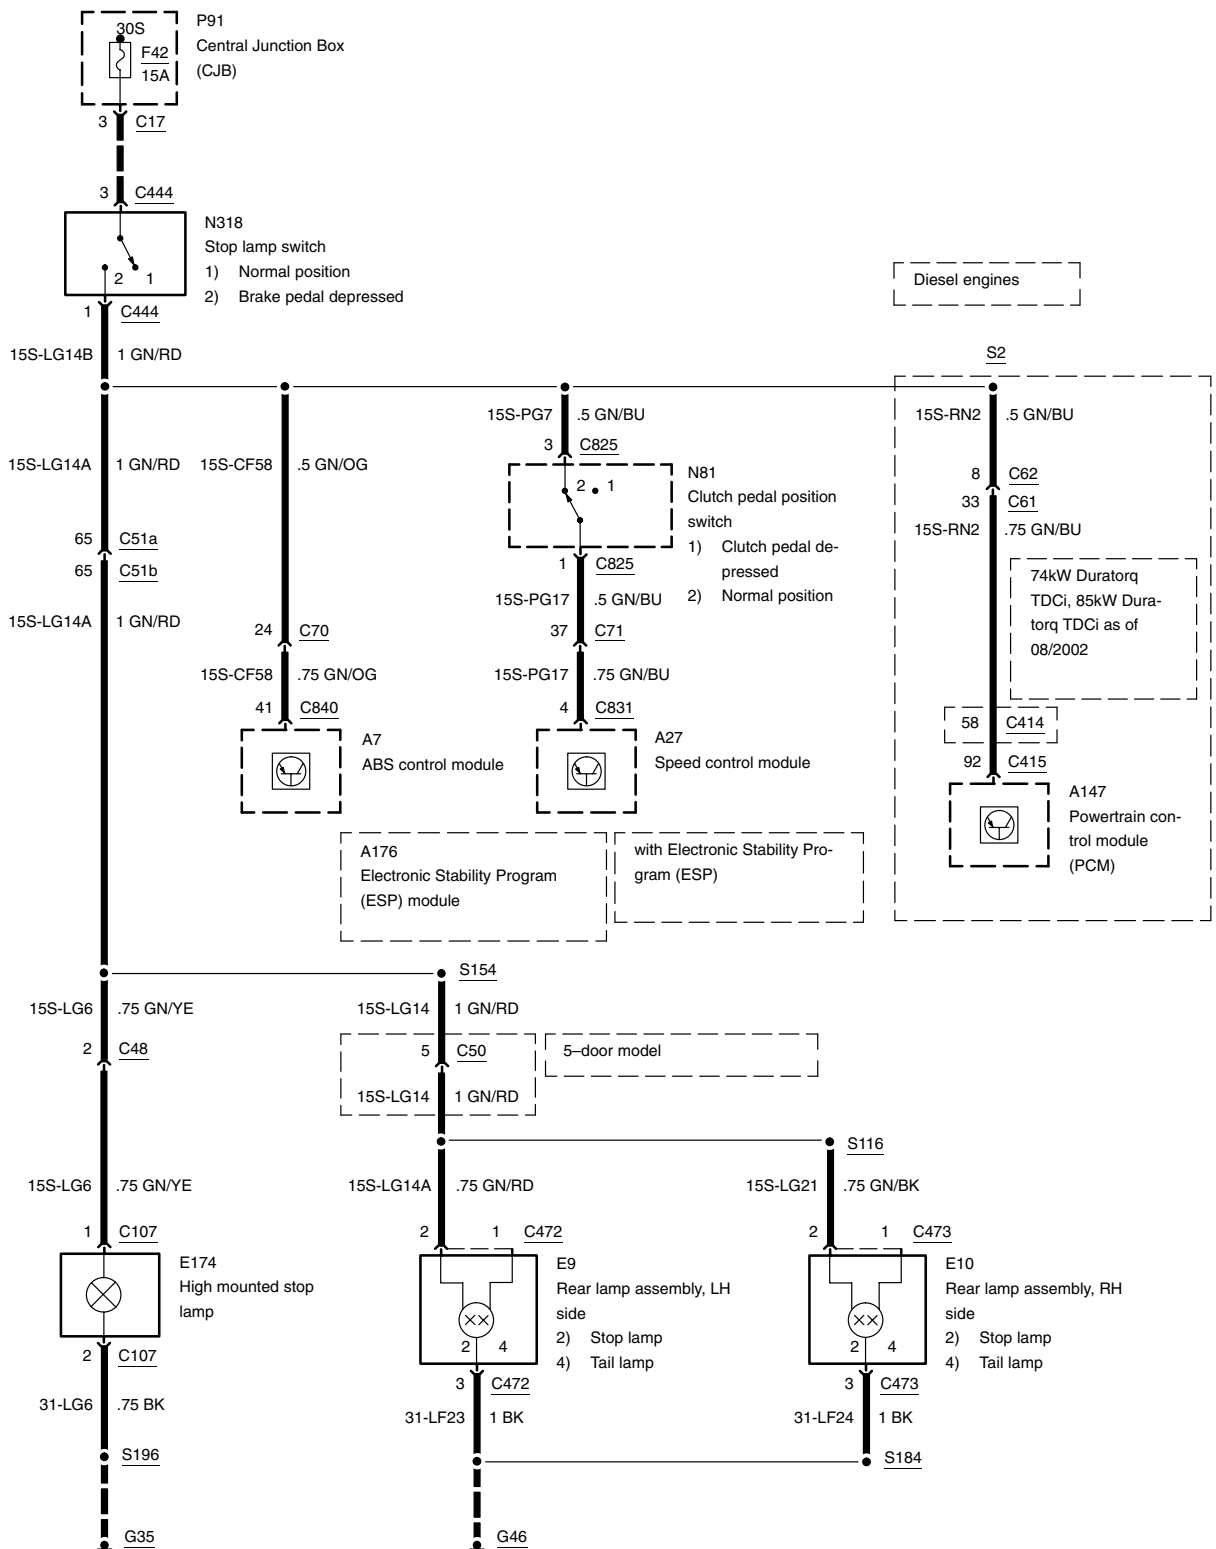 30S
F42
15A
P91
Central Junction Box
(CJB)
3 C17
3 C444
N318
Stop lamp switch
1) Normal position
2) Brake pedal depressed
2 1
1 C444
Diesel engines
15S-LG14B 1 GN/RD
S2
15S-PG7 .5 GN/BU
15S-RN2 .5 GN/BU
3 C825
15S-LG14A 1 GN/RD
15S-CF58 .5 GN/OG
2 1
N81
Clutch pedal position
switch
1) Clutch pedal de-
pressed
2) Normal position
8 C62
33 C61
15S-RN2 .75 GN/BU
65 C51a
65 C51b
1 C825
15S-PG17 .5 GN/BU
74kW Duratorq
TDCi, 85kW Dura-
torq TDCi as of
08/2002
15S-LG14A 1 GN/RD
24 C70
37 C71
15S-CF58 .75 GN/OG
15S-PG17 .75 GN/BU
41 C840
4 C831
58 C414
A7
ABS control module
A27
Speed control module
92 C415
A147
Powertrain con-
trol module
(PCM)
A176
Electronic Stability Program
(ESP) module
with Electronic Stability Pro-
gram (ESP)
S154
15S-LG6 .75 GN/YE
15S-LG14 1 GN/RD
2 C48
5 C50
5–door model
15S-LG14 1 GN/RD
S116
15S-LG6 .75 GN/YE
15S-LG14A .75 GN/RD
15S-LG21 .75 GN/BK
1 C107
2 1 C472
2 1 C473
E174
High mounted stop
lamp
E9
Rear lamp assembly, LH
side
2) Stop lamp
4) Tail lamp
2 4
E10
Rear lamp assembly, RH
side
2) Stop lamp
4) Tail lamp
2 4
2 C107
3 C472
3 C473
31-LG6 .75 BK
31-LF23 1 BK
31-LF24 1 BK
S196
S184
G35
G46